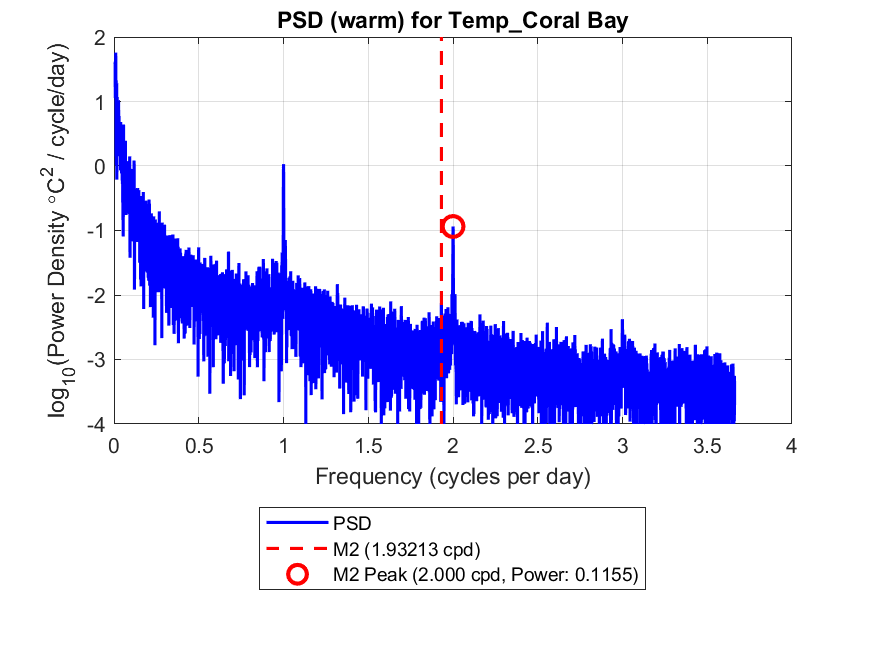 PSD (warm) for Temp_Coral Bay
log10(Power Density °C2 / cycle/day)
2
1
0
-1
-2
-3
-4
0 0.5 1 1.5 2 2.5 3 3.5 4
Frequency (cycles per day)
PSD
M2 (1.93213 cpd)
M2 Peak (2.000 cpd, Power: 0.1155)